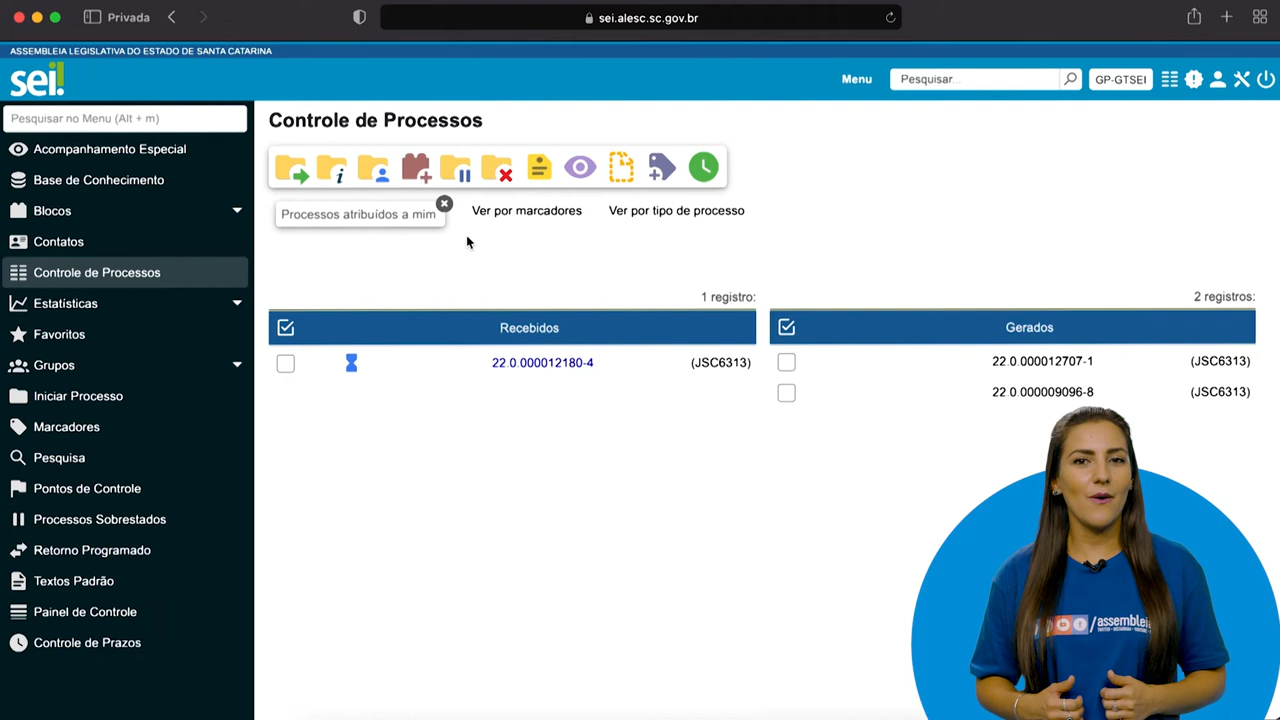 Privada
sei.alesc.sc.gov.br
ASSEMBLEIA LEGISLATIVA DO ESTADO DE SANTA CATARINA
sei!
Menu
Pesquisar...
GP-GTSEI
Pesquisar no Menu (Alt + m)
Acompanhamento Especial
Base de Conhecimento
Blocos
Contatos
Controle de Processos
Estatísticas
Favoritos
Grupos
Iniciar Processo
Marcadores
Pesquisa
Pontos de Controle
Processos Sobrestados
Retorno Programado
Textos Padrão
Painel de Controle
Controle de Prazos
Controle de Processos
Processos atribuídos a mim
Ver por marcadores
Ver por tipo de processo
1 registro:
Recebidos
22.0.000012180-4 (JSC6313)
2 registros:
Gerados
22.0.000012707-1 (JSC6313)
22.0.000009096-8 (JSC6313)
/assembleia